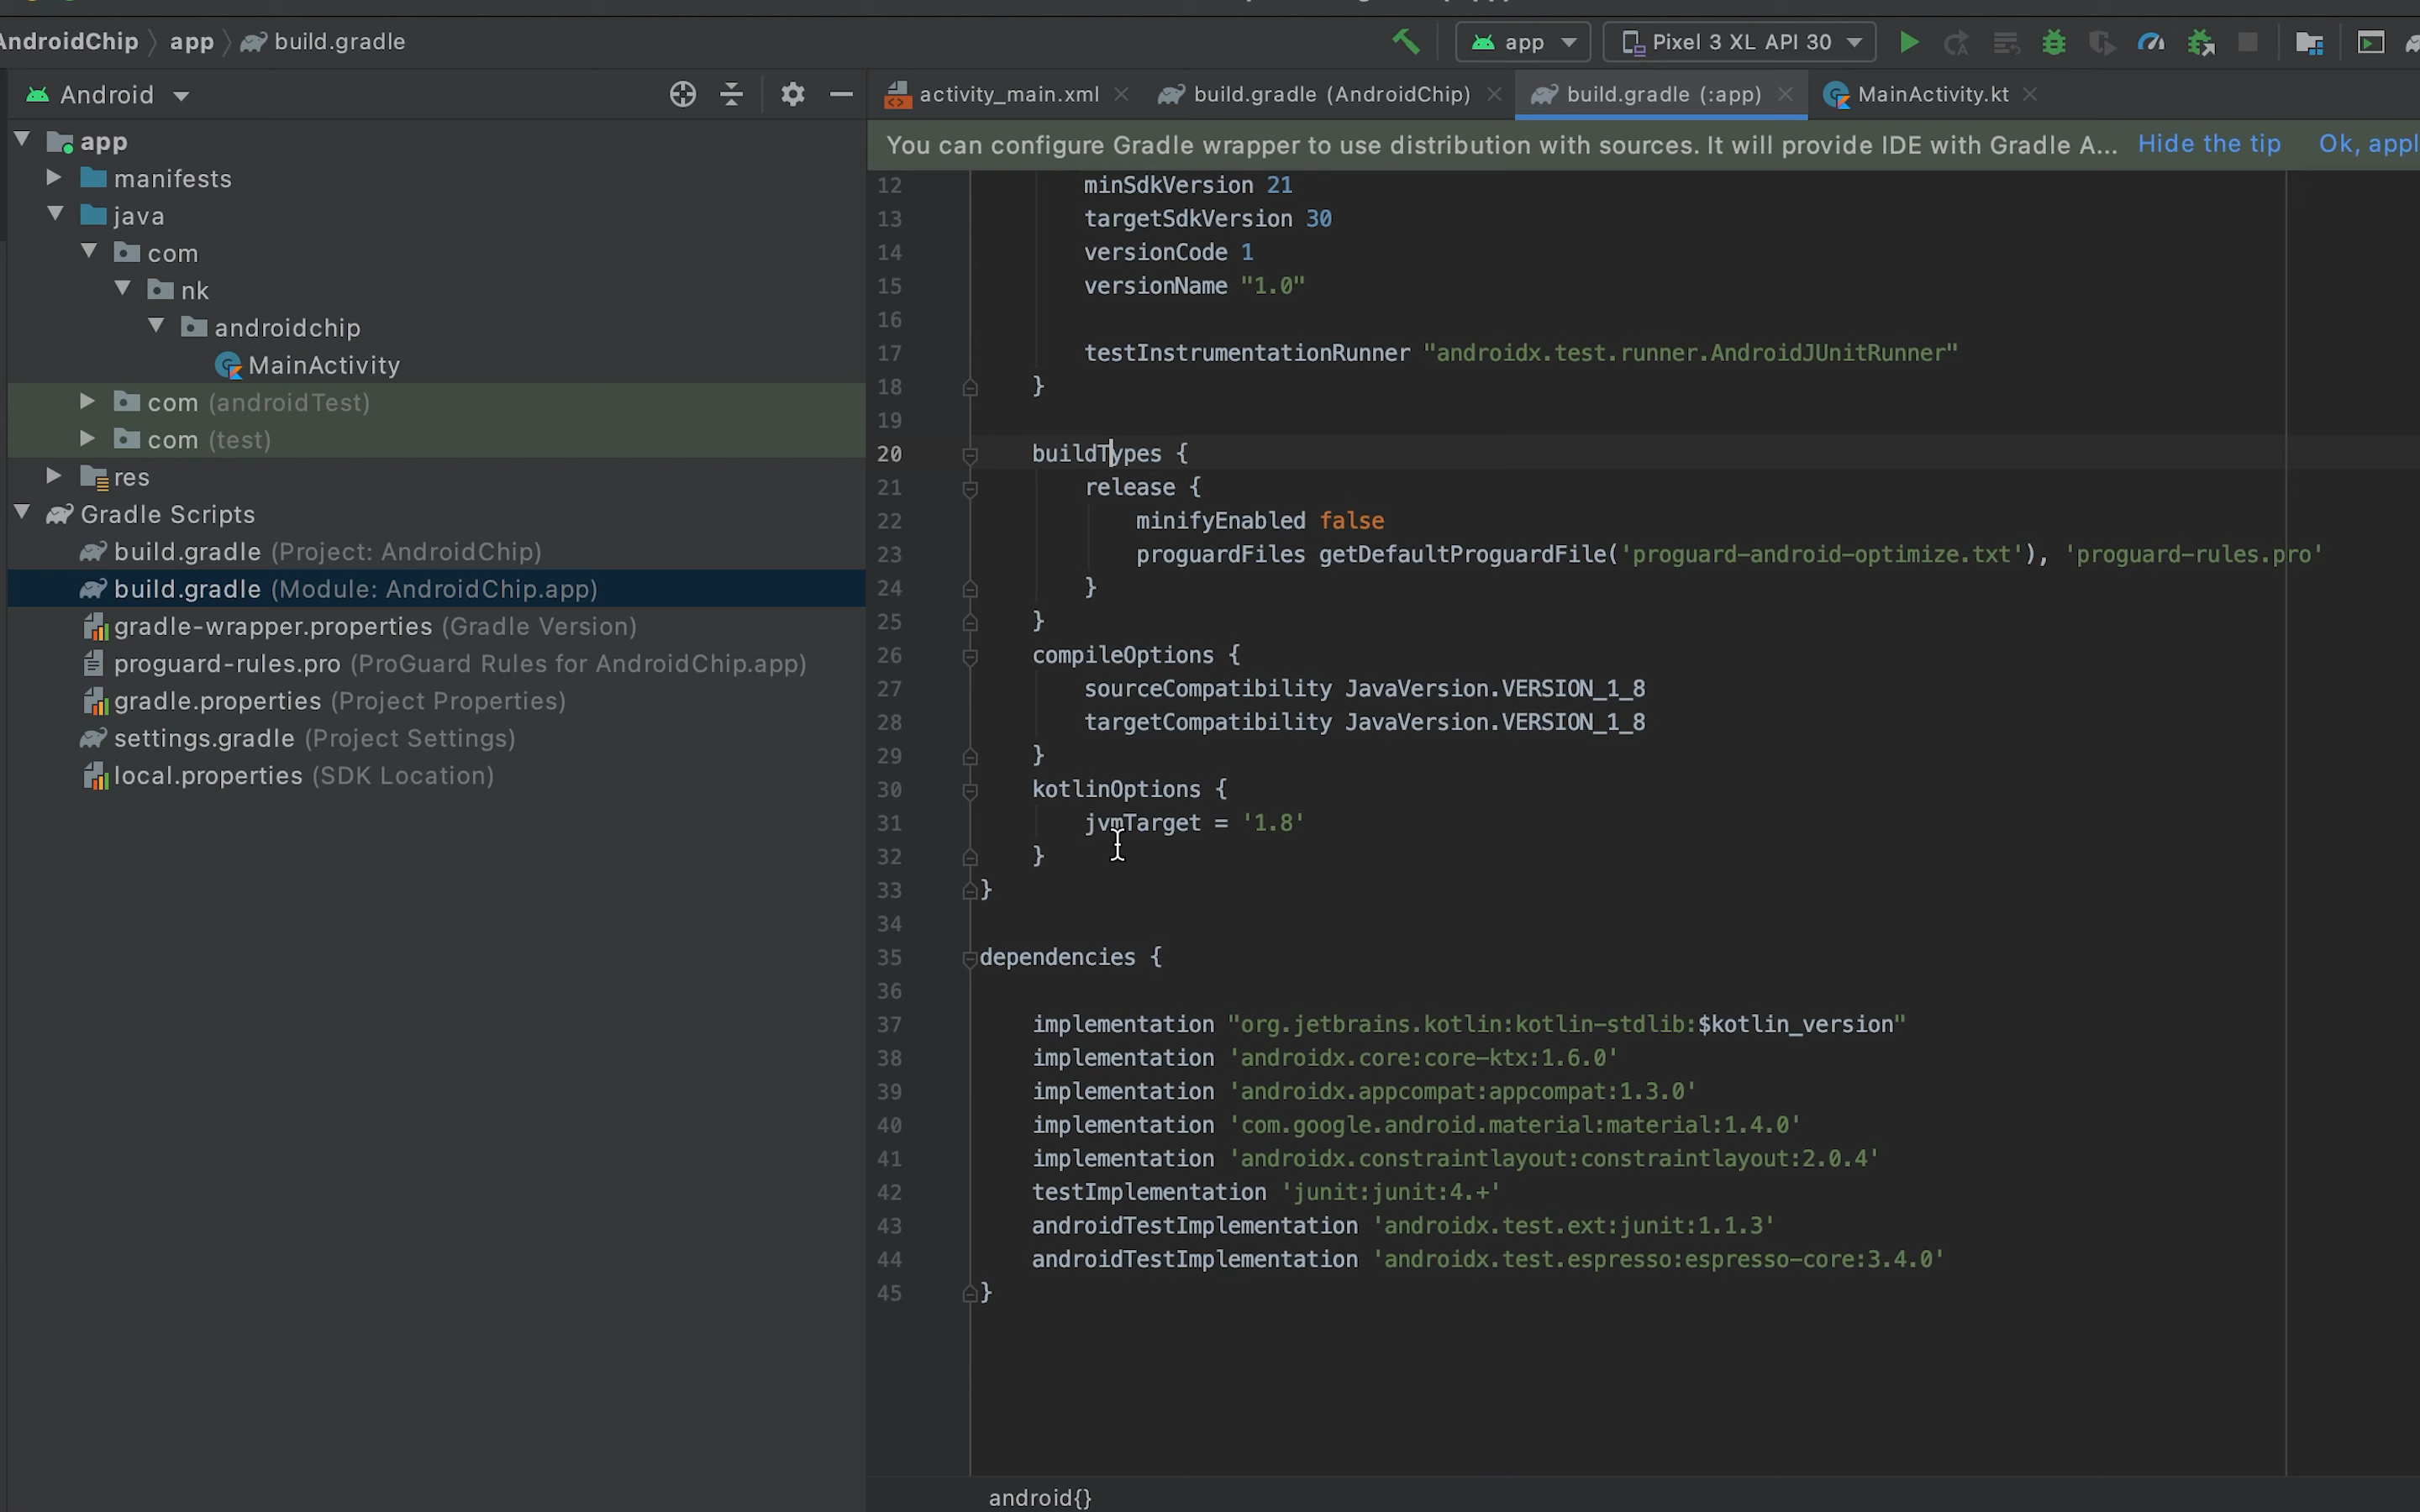 AndroidChip app build.gradle
app Pixel 3 XL API 30
Android
activity_main.xml build.gradle (AndroidChip) build.gradle (:app) MainActivity.kt
You can configure Gradle wrapper to use distribution with sources. It will provide IDE with Gradle A... Hide the tip Ok, appl
app
manifests
java
com
nk
androidchip
MainActivity
com (androidTest)
com (test)
res
Gradle Scripts
build.gradle (Project: AndroidChip)
build.gradle (Module: AndroidChip.app)
gradle-wrapper.properties (Gradle Version)
proguard-rules.pro (ProGuard Rules for AndroidChip.app)
gradle.properties (Project Properties)
settings.gradle (Project Settings)
local.properties (SDK Location)
12 minSdkVersion 21
13 targetSdkVersion 30
14 versionCode 1
15 versionName "1.0"
16
17 testInstrumentationRunner "androidx.test.runner.AndroidJUnitRunner"
18 }
19
20 buildTypes {
21 release {
22 minifyEnabled false
23 proguardFiles getDefaultProguardFile('proguard-android-optimize.txt'), 'proguard-rules.pro'
24 }
25 }
26 compileOptions {
27 sourceCompatibility JavaVersion.VERSION_1_8
28 targetCompatibility JavaVersion.VERSION_1_8
29 }
30 kotlinOptions {
31 jvmTarget = '1.8'
32 }
33 }
34
35 dependencies {
36
37 implementation "org.jetbrains.kotlin:kotlin-stdlib:$kotlin_version"
38 implementation 'androidx.core:core-ktx:1.6.0'
39 implementation 'androidx.appcompat:appcompat:1.3.0'
40 implementation 'com.google.android.material:material:1.4.0'
41 implementation 'androidx.constraintlayout:constraintlayout:2.0.4'
42 testImplementation 'junit:junit:4.+'
43 androidTestImplementation 'androidx.test.ext:junit:1.1.3'
44 androidTestImplementation 'androidx.test.espresso:espresso-core:3.4.0'
45 }
android{}